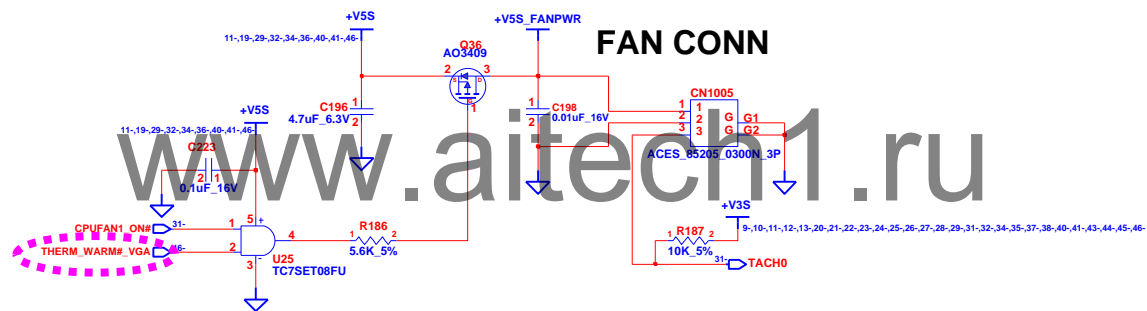 +V5S
+V5S_FANPWR
11-,19-,29-,32-,34-,36-,40-,41-,46-
Q36
AO3409
FAN CONN
2
3
S
D
1
CN1005
+V5S
1
C196
4.7uF_6.3V
2
1
C198
0.01uF_16V
2
1 1
2 2
3 3
G G1
G G2
11-,19-,29-,32-,34-,36-,40-,41-,46-
ACES_85205_0300N_3P
www.aitech1.ru
C223
2 1
0.1uF_16V
+V3S
CPUFAN1_ON# 31- 1
5 +
4
R186
1 2
5.6K_5%
R187
1 2
10K_5%
9-,10-,11-,12-,13-,20-,21-,22-,23-,24-,25-,26-,27-,28-,29-,31-,32-,34-,35-,37-,38-,40-,41-,43-,44-,45-,46-
THERM_WARM#_VGA 46- 2
U25
3 -
TC7SET08FU
31- TACH0